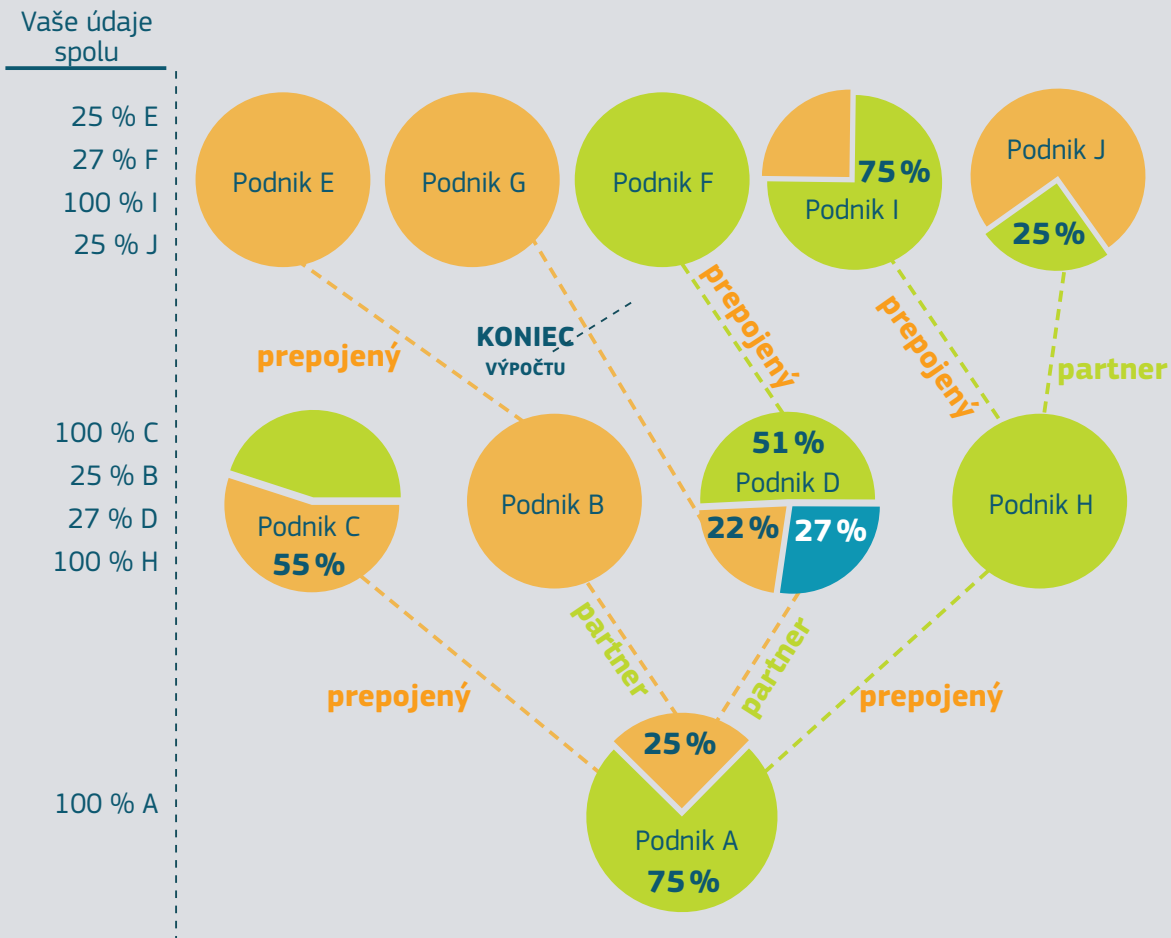 Vaše údaje
spolu
25 % E
27 % F
100 % I
25 % J
Podnik E
Podnik G
Podnik F
75 %
Podnik I
Podnik J
25 %
prepojený
KONIEC
VÝPOČTU
prepojený
prepojený
partner
100 % C
25 % B
27 % D
100 % H
Podnik C
55 %
Podnik B
51 %
Podnik D
22 %
27 %
Podnik H
prepojený
partner
partner
prepojený
100 % A
25 %
Podnik A
75 %